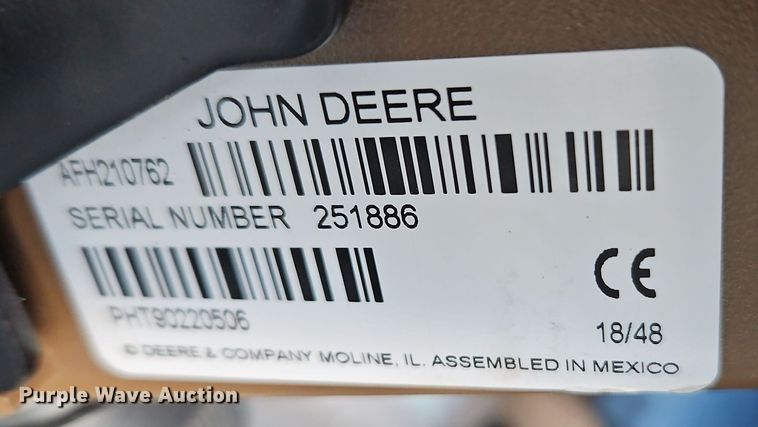 JOHN DEERE
AFH210762
SERIAL NUMBER 251886
CE
PHT90220506
18/48
© DEERE & COMPANY MOLINE, IL. ASSEMBLED IN MEXICO
Purple Wave Auction